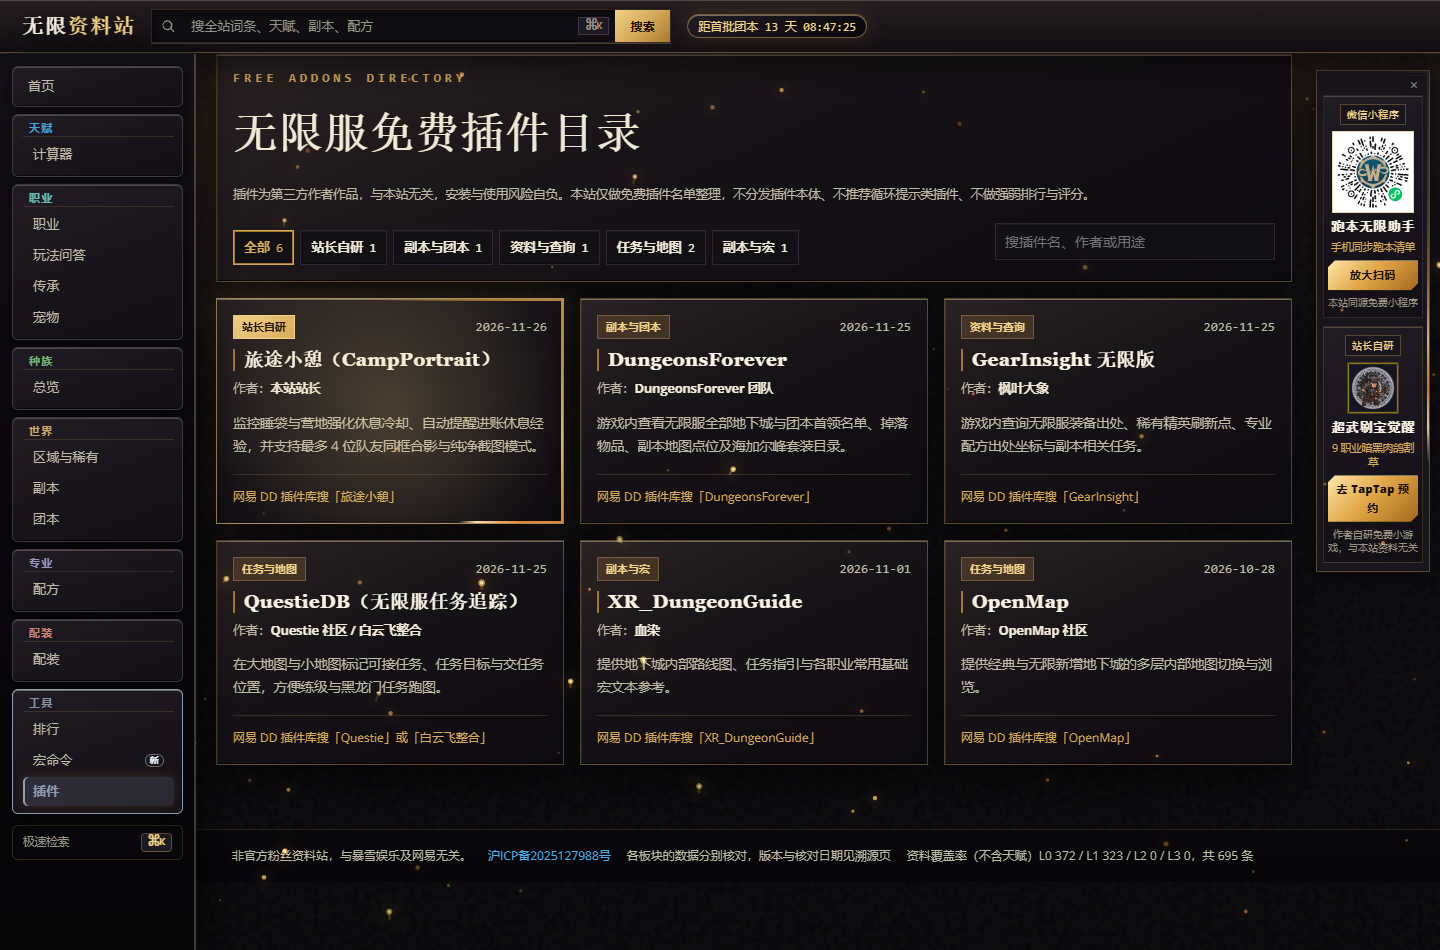 无限资料站
搜全站词条、天赋、副本、配方
⌘K
搜索
距首批团本 13 天 08:47:25
首页
天赋
计算器
职业
职业
玩法问答
传承
宠物
种族
总览
世界
区域与稀有
副本
团本
专业
配方
配装
配装
工具
排行
宏命令 新
插件
极速检索 ⌘K
FREE ADDONS DIRECTORY
无限服免费插件目录
插件为第三方作者作品，与本站无关，安装与使用风险自负。本站仅做免费插件名单整理，不分发插件本体、不推荐循环提示类插件、不做强弱排行与评分。
全部 6
站长自研 1
副本与团本 1
资料与查询 1
任务与地图 2
副本与宏 1
搜插件名、作者或用途
站长自研 2026-11-26
旅途小憩（CampPortrait）
作者：本站站长
监控睡袋与营地强化休息冷却、自动提醒进账休息经
验，并支持最多 4 位队友同框合影与纯净截图模式。
网易 DD 插件库搜「旅途小憩」
副本与团本 2026-11-25
DungeonsForever
作者：DungeonsForever 团队
游戏内查看无限服全部地下城与团本首领名单、掉落
物品、副本地图点位及海加尔峰套装目录。
网易 DD 插件库搜「DungeonsForever」
资料与查询 2026-11-25
GearInsight 无限版
作者：枫叶大象
游戏内查询无限服装备出处、稀有精英刷新点、专业
配方出处坐标与副本相关任务。
网易 DD 插件库搜「GearInsight」
任务与地图 2026-11-25
QuestieDB（无限服任务追踪）
作者：Questie 社区 / 白云飞整合
在大地图与小地图标记可接任务、任务目标与交任务
位置，方便练级与黑龙门任务跑图。
网易 DD 插件库搜「Questie」或「白云飞整合」
副本与宏 2026-11-01
XR_DungeonGuide
作者：血染
提供地下城内部路线图、任务指引与各职业常用基础
宏文本参考。
网易 DD 插件库搜「XR_DungeonGuide」
任务与地图 2026-10-28
OpenMap
作者：OpenMap 社区
提供经典与无限新增地下城的多层内部地图切换与浏
览。
网易 DD 插件库搜「OpenMap」
×
微信小程序
W
跑本无限助手
手机同步跑本清单
放大扫码
本站同源免费小程序
站长自研
超武刷宝觉醒
9 职业暗黑肉鸽割
草
去 TapTap 预
约
作者自研免费小游
戏，与本站资料无关
非官方粉丝资料站，与暴雪娱乐及网易无关。 沪ICP备2025127988号 各板块的数据分别核对，版本与核对日期见溯源页 资料覆盖率（不含天赋）L0 372 / L1 323 / L2 0 / L3 0，共 695 条